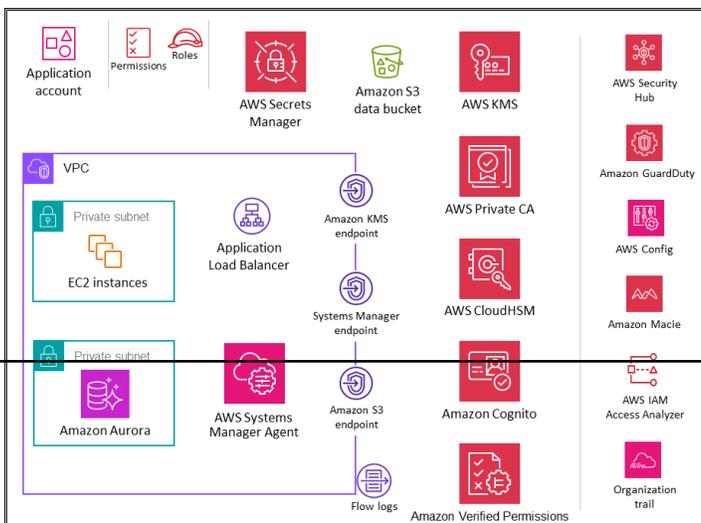 Application
account
Permissions
Roles
AWS Secrets
Manager
Amazon S3
data bucket
AWS KMS
AWS Security
Hub
VPC
Private subnet
EC2 instances
Application
Load Balancer
Amazon KMS
endpoint
AWS Private CA
Amazon GuardDuty
Systems Manager
endpoint
AWS CloudHSM
AWS Config
Amazon Macie
Private subnet
Amazon Aurora
AWS Systems
Manager Agent
Amazon S3
endpoint
Amazon Cognito
AWS IAM
Access Analyzer
Flow logs
Amazon Verified Permissions
Organization
trail